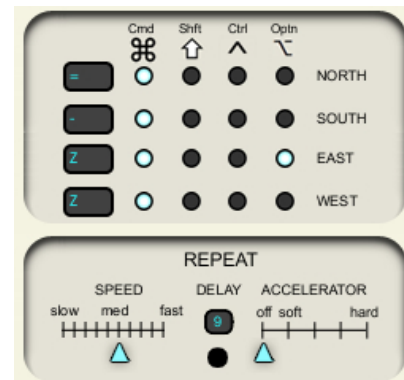 Cmd Shft Ctrl Optn
⌘ ⇧ ^ ⌥
= NORTH
- SOUTH
Z EAST
Z WEST
REPEAT
SPEED DELAY ACCELERATOR
slow med fast 9 off soft hard